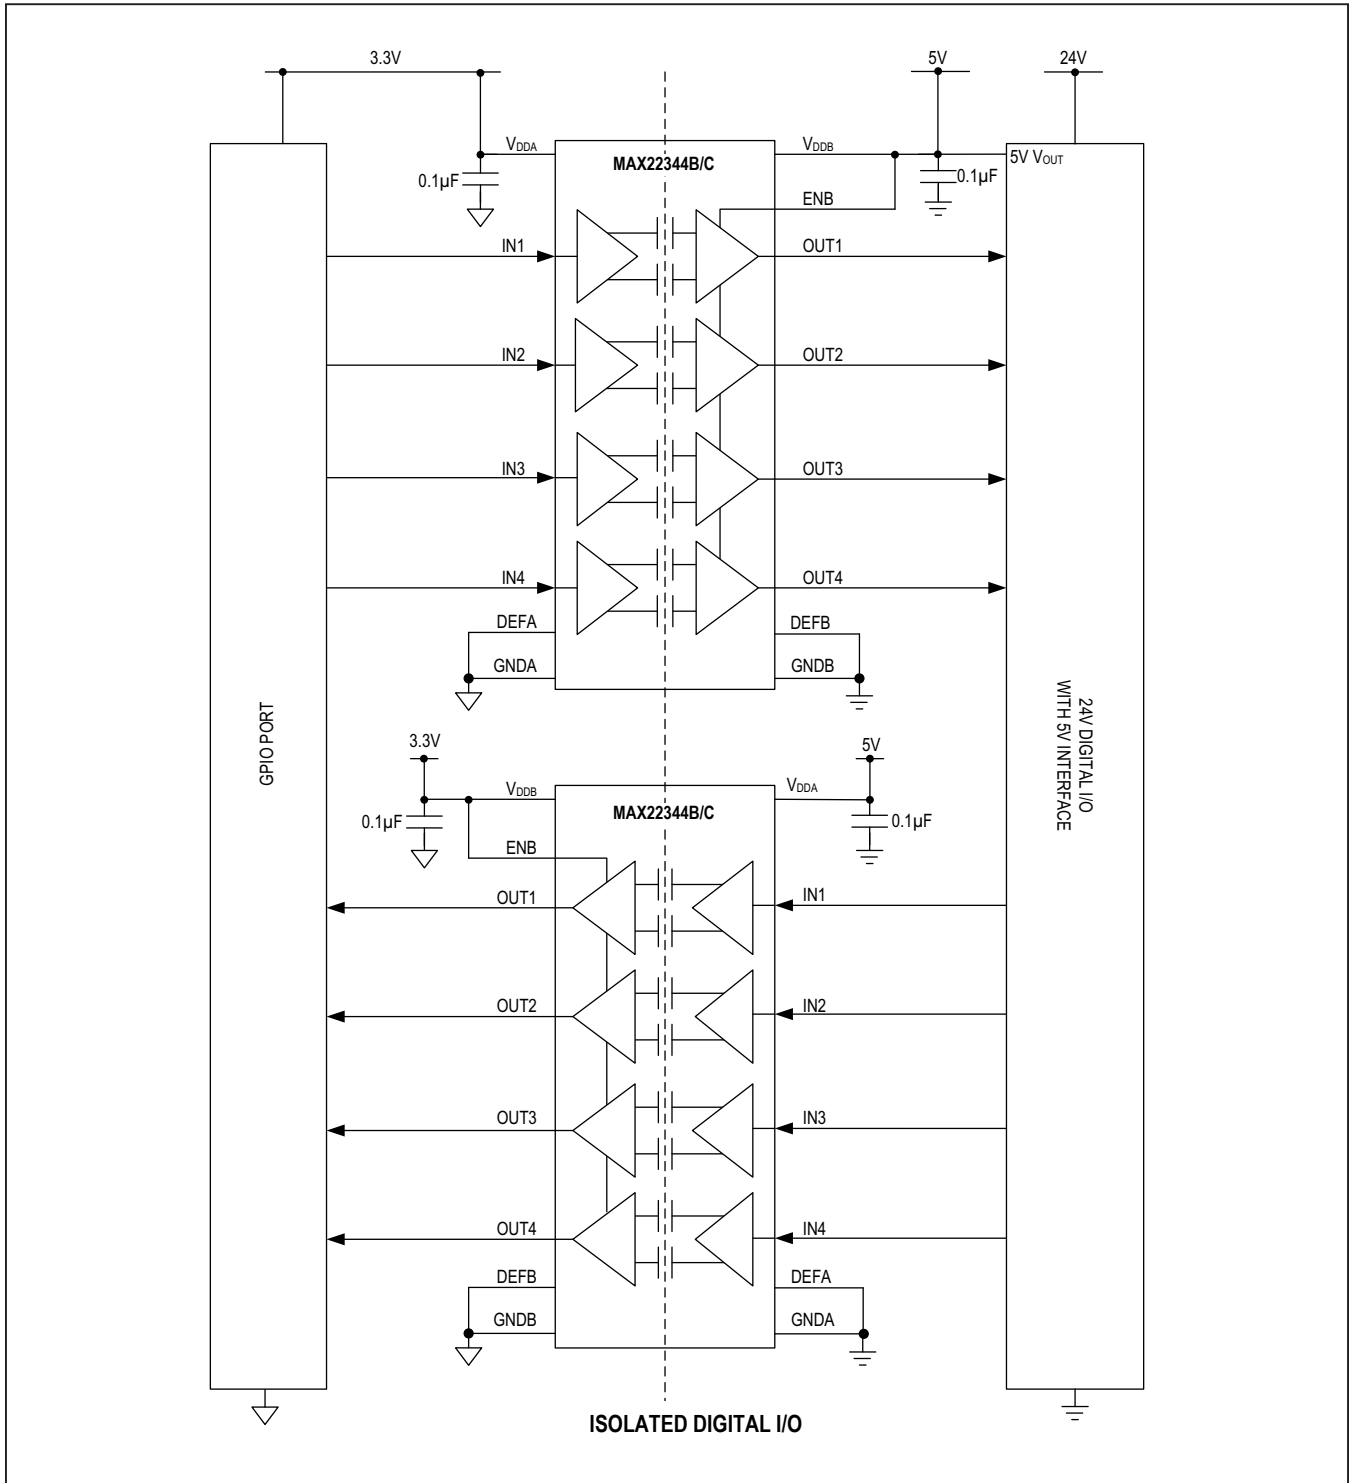 3.3V
5V
24V
VDDA
MAX22344B/C
VDDB
5V VOUT
0.1µF
0.1µF
ENB
IN1
OUT1
IN2
OUT2
IN3
OUT3
IN4
OUT4
DEFA
DEFB
GNDA
GNDB
GPIO PORT
24V DIGITAL I/O
WITH 5V INTERFACE
3.3V
5V
VDDB
MAX22344B/C
VDDA
0.1µF
0.1µF
ENB
OUT1
IN1
OUT2
IN2
OUT3
IN3
OUT4
IN4
DEFB
DEFA
GNDB
GNDA
ISOLATED DIGITAL I/O